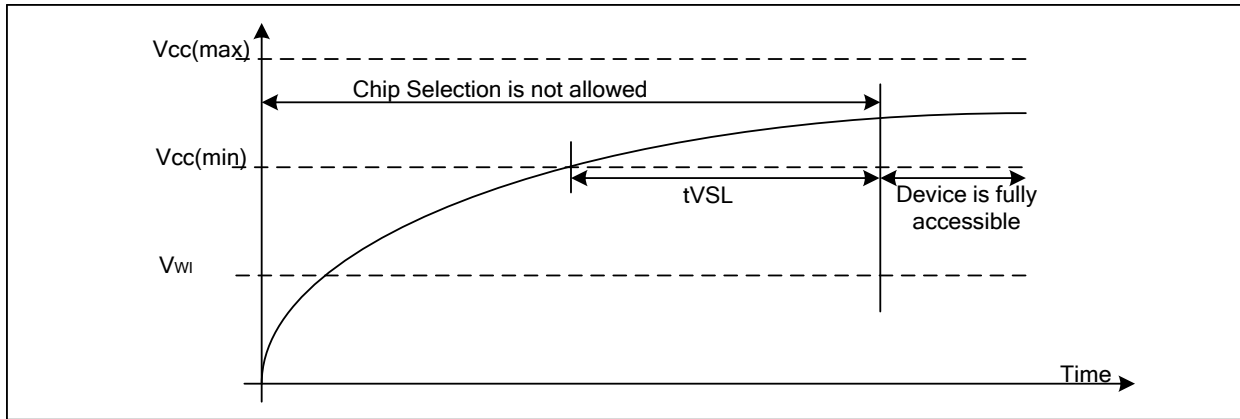 Vcc(max)
Chip Selection is not allowed
Vcc(min)
tVSL
Device is fully
accessible
VWI
Time